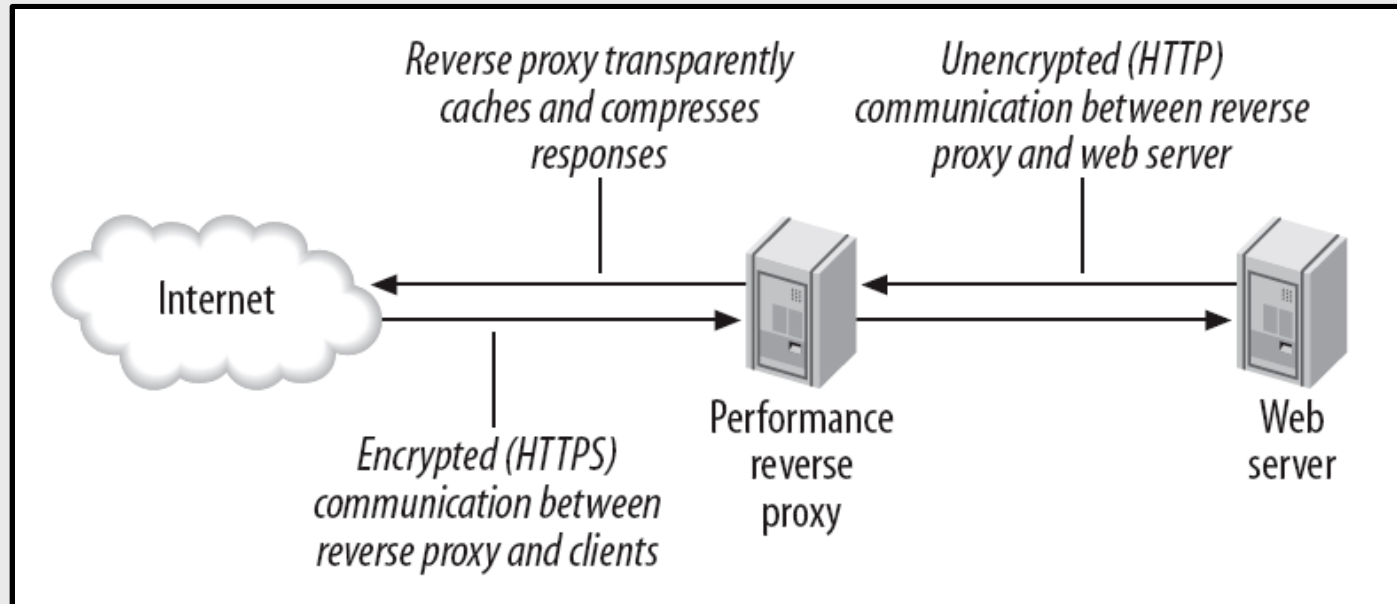 Reverse proxy transparently
caches and compresses
responses
Unencrypted (HTTP)
communication between reverse
proxy and web server
Internet
Encrypted (HTTPS)
communication between
reverse proxy and clients
Performance
reverse
proxy
Web
server